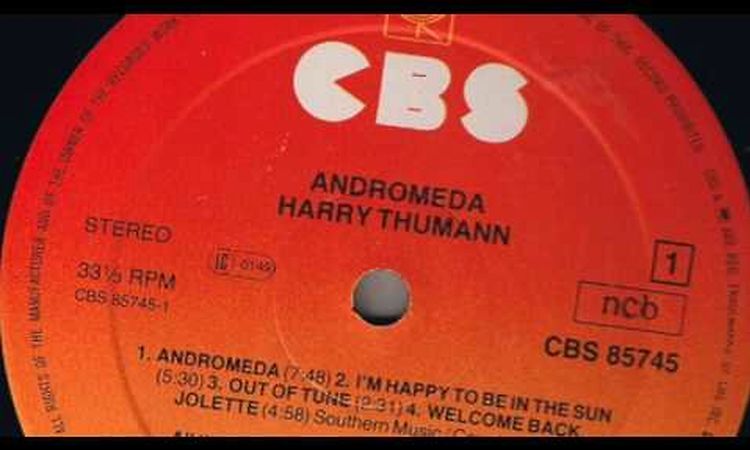 CBS
ANDROMEDA
HARRY THUMANN
STEREO
33⅓ RPM
CBS 85745-1
1
ncb
CBS 85745
1. ANDROMEDA (7:48) 2. I'M HAPPY TO BE IN THE SUN
(5:30) 3. OUT OF TUNE (2:31) 4. WELCOME BACK
JOLETTE (4:58) Southern Music
ALL RIGHTS OF THE MANUFACTURER AND OF THE OWNER OF THE RECORDED WORK